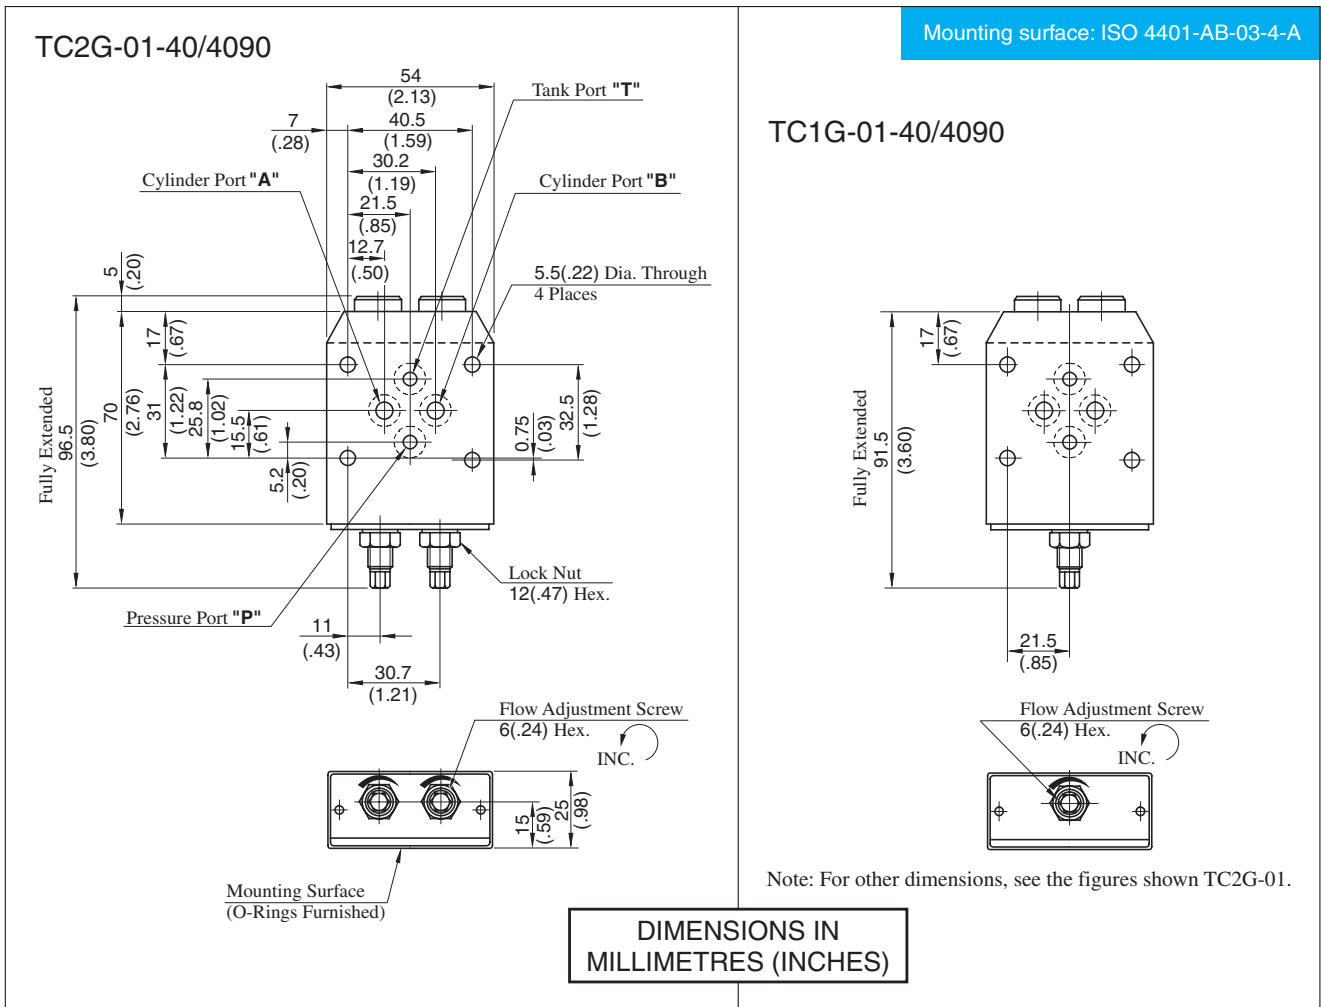 TC2G-01-40/4090
Mounting surface: ISO 4401-AB-03-4-A
54
(2.13)
Tank Port "T"
7
(.28)
40.5
(1.59)
30.2
(1.19)
Cylinder Port "A"
Cylinder Port "B"
21.5
(.85)
12.7
(.50)
5.5(.22) Dia. Through
4 Places
5
(.20)
17
(.67)
Fully Extended
96.5
(3.80)
70
(2.76)
31
(1.22)
25.8
(1.02)
15.5
(.61)
5.2
(.20)
0.75
(.03)
32.5
(1.28)
Lock Nut
12(.47) Hex.
Pressure Port "P"
11
(.43)
30.7
(1.21)
Flow Adjustment Screw
6(.24) Hex.
INC.
15
(.59)
25
(.98)
Mounting Surface
(O-Rings Furnished)
TC1G-01-40/4090
17
(.67)
Fully Extended
91.5
(3.60)
21.5
(.85)
Flow Adjustment Screw
6(.24) Hex.
INC.
Note: For other dimensions, see the figures shown TC2G-01.
DIMENSIONS IN
MILLIMETRES (INCHES)